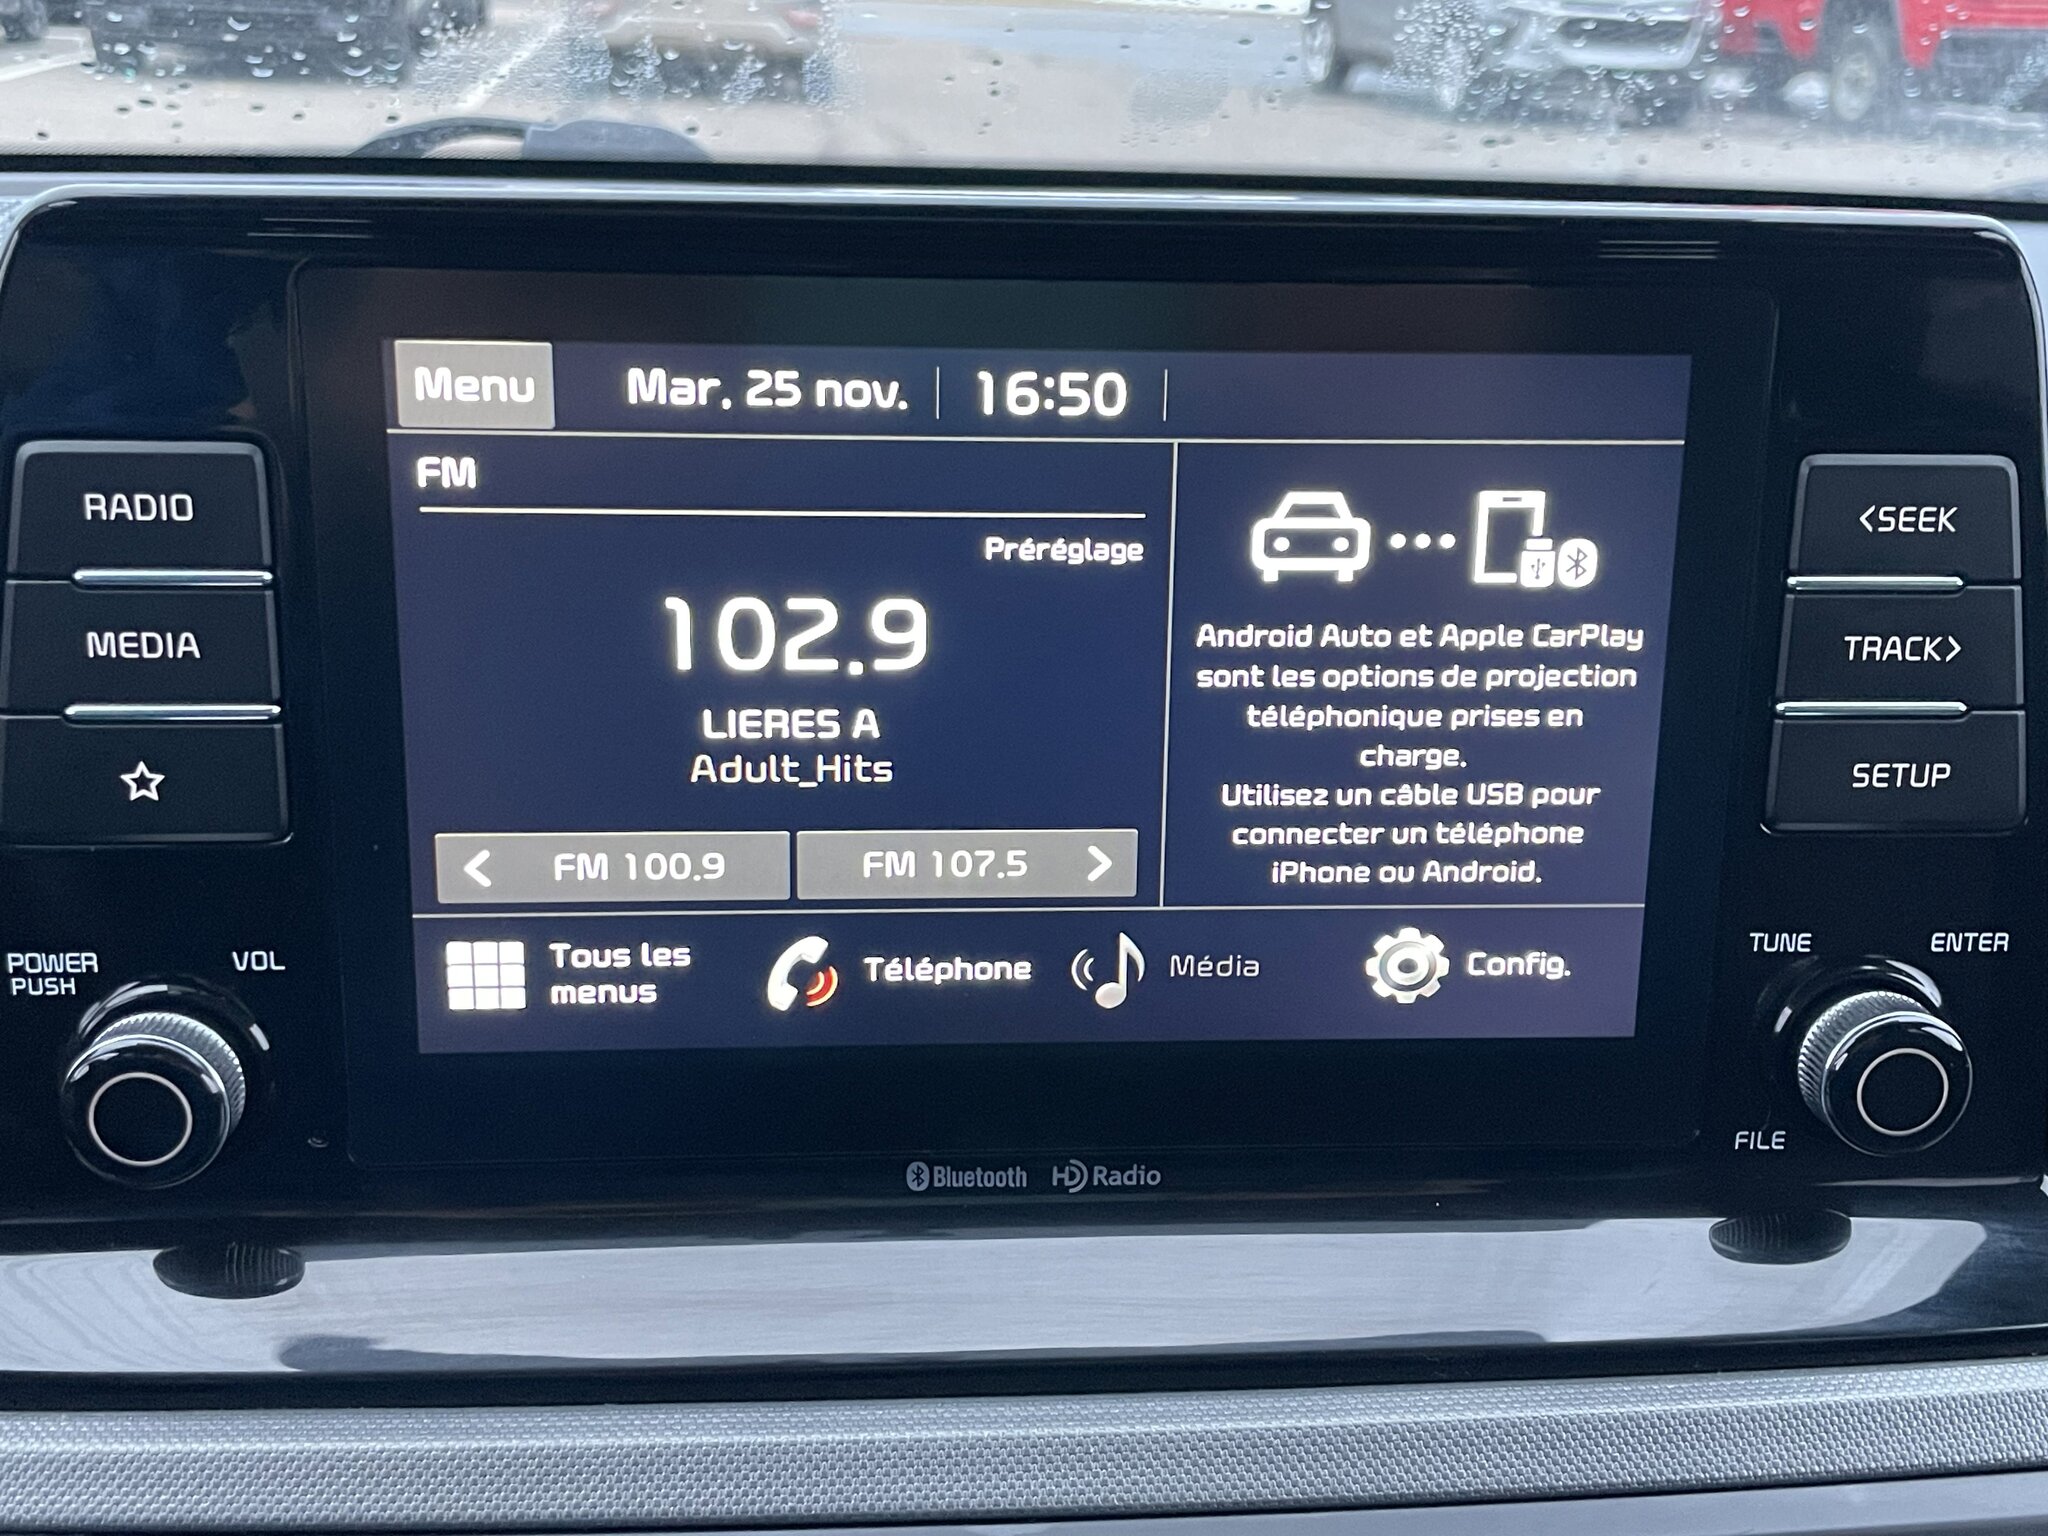 Menu
Mar. 25 nov.
16:50
RADIO
MEDIA
FM
Préréglage
102.9
LIERES A
Adult_Hits
< FM 100.9
FM 107.5 >
Android Auto et Apple CarPlay
sont les options de projection
téléphonique prises en
charge.
Utilisez un câble USB pour
connecter un téléphone
iPhone ou Android.
Tous les
menus
Téléphone
Média
Config.
<SEEK
TRACK>
SETUP
POWER
PUSH
VOL
TUNE
ENTER
FILE
Bluetooth
HD Radio